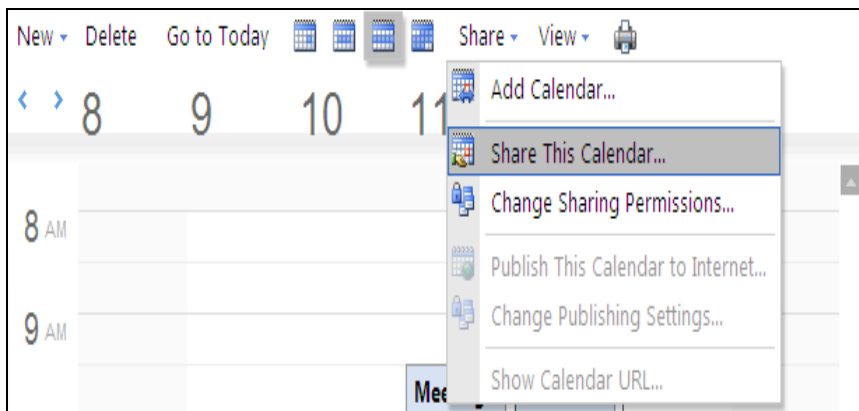 New Delete Go to Today Share View
8 9 10 11
Add Calendar...
Share This Calendar...
Change Sharing Permissions...
8 AM
Publish This Calendar to Internet...
Change Publishing Settings...
9 AM
Show Calendar URL...